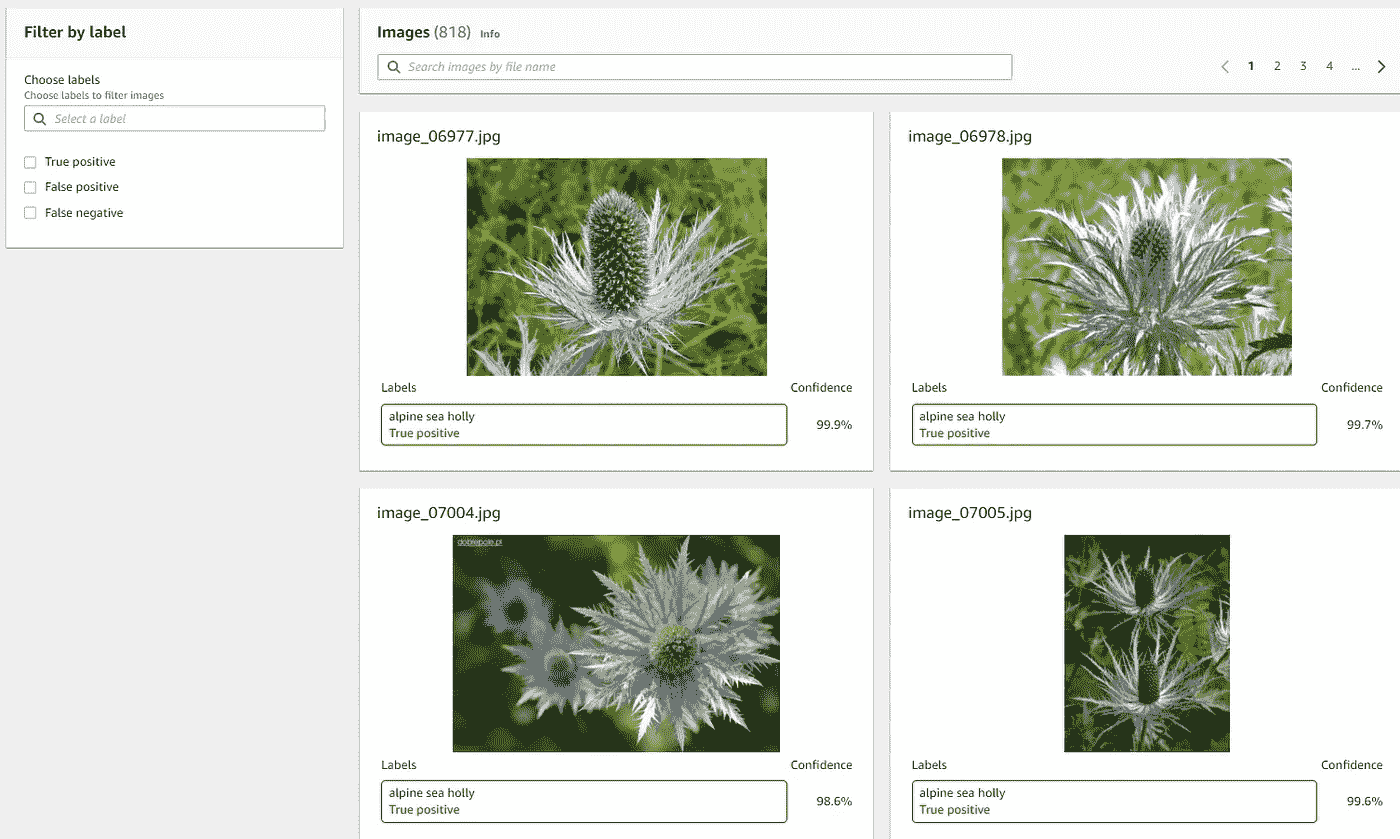 Filter by label
Choose labels
Choose labels to filter images
Select a label
True positive
False positive
False negative
Images (818) Info
Search images by file name
1 2 3 4 ...
image_06977.jpg
Labels Confidence
alpine sea holly
True positive
99.9%
image_06978.jpg
Labels Confidence
alpine sea holly
True positive
99.7%
image_07004.jpg
dobrepole.pl
Labels Confidence
alpine sea holly
True positive
98.6%
image_07005.jpg
Labels Confidence
alpine sea holly
True positive
99.6%